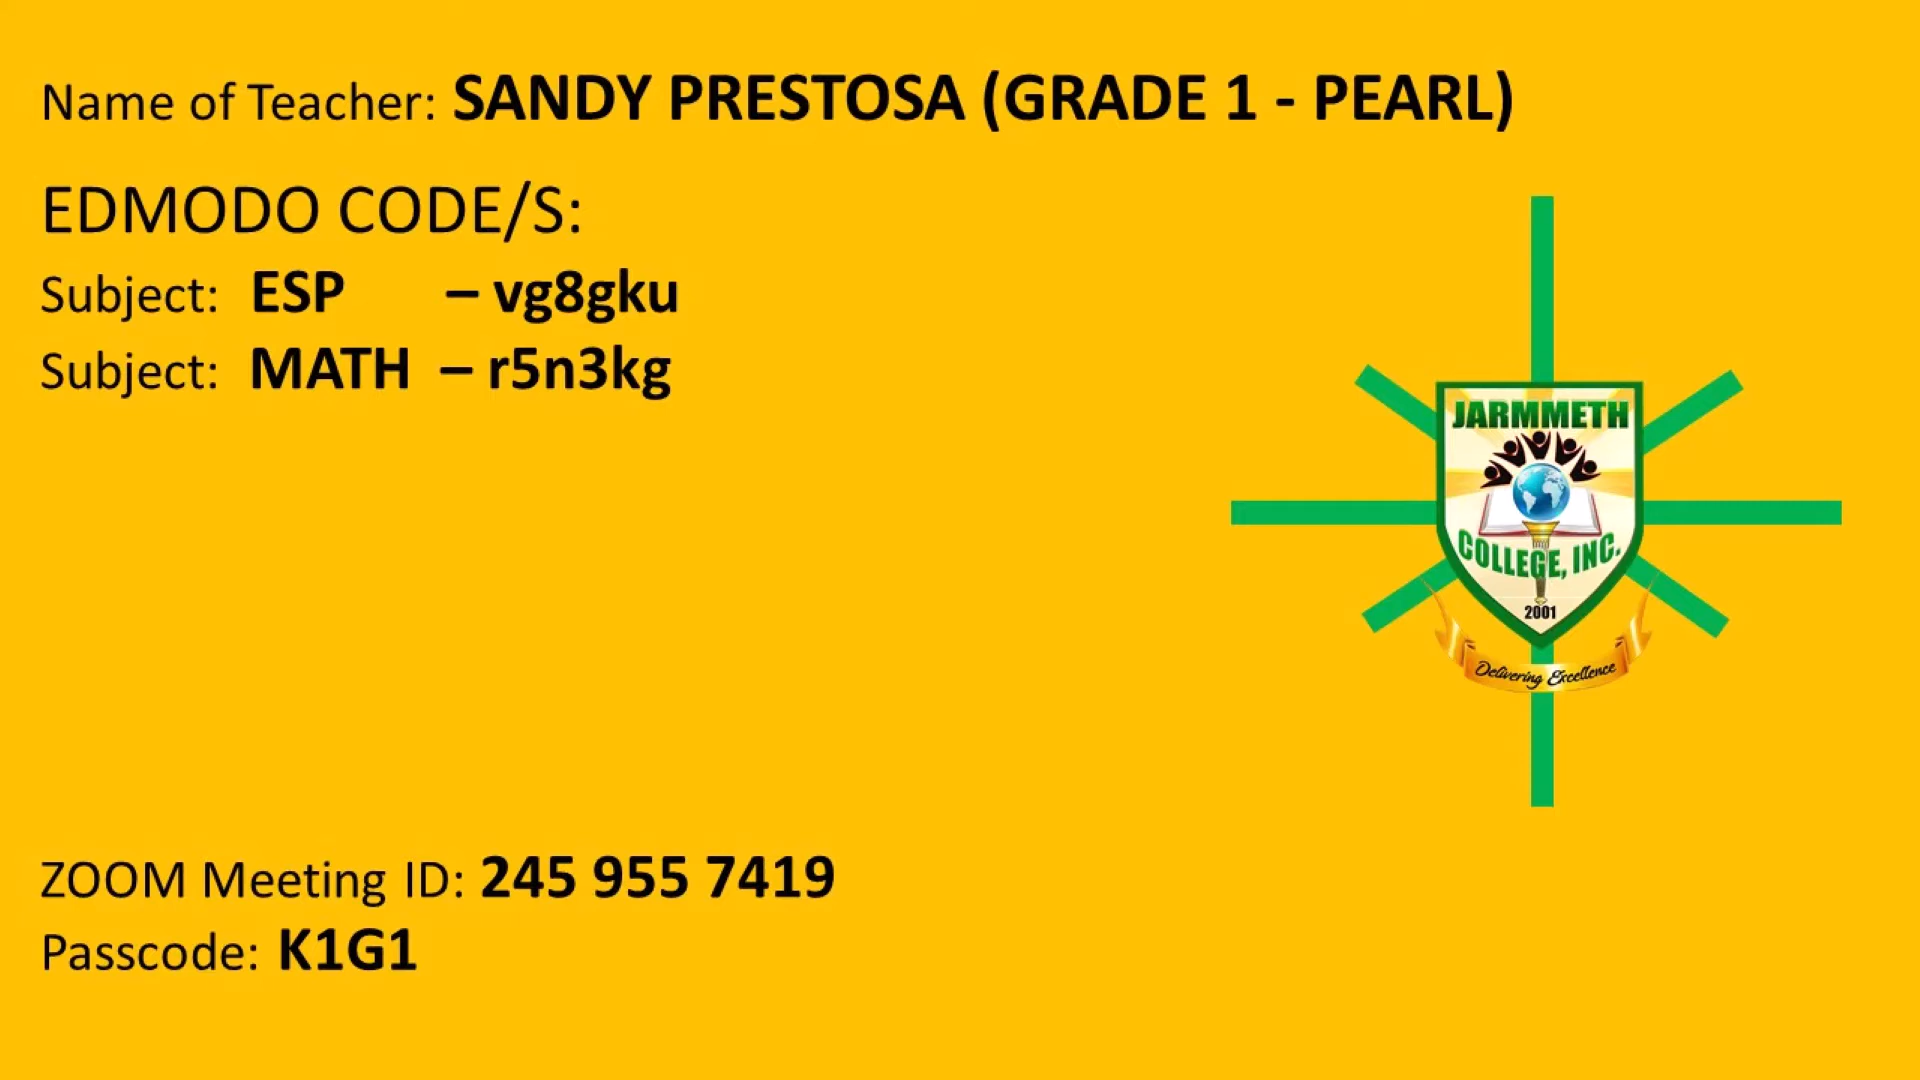 Name of Teacher: SANDY PRESTOSA (GRADE 1 - PEARL)
EDMODO CODE/S:
Subject: ESP – vg8gku
Subject: MATH – r5n3kg
JARMMETH
COLLEGE, INC.
2001
Delivering Excellence
ZOOM Meeting ID: 245 955 7419
Passcode: K1G1